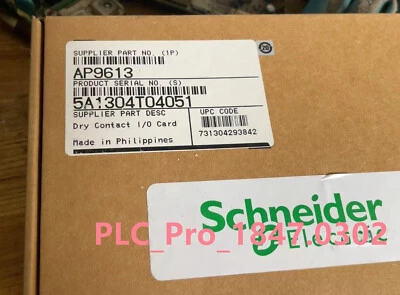 SUPPLIER PART NO. (1P)
AP9613
PRODUCT SERIAL NO. (S)
5A1304T04051
SUPPLIER PART DESC
Dry Contact I/O Card
Made in Philippines
UPC CODE
731304293842
Schneider
Electric
PLC_Pro_1847.0302